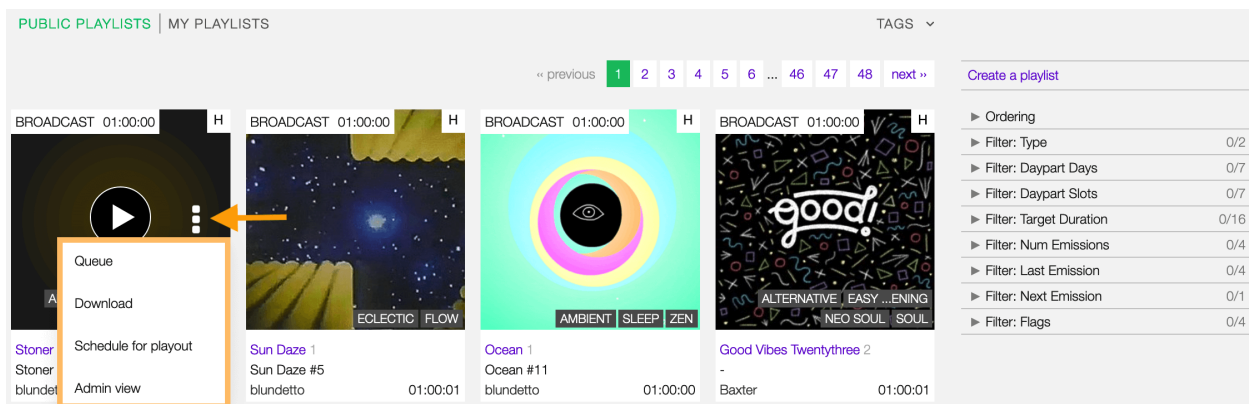 PUBLIC PLAYLISTS | MY PLAYLISTS
TAGS
‹‹ previous 1 2 3 4 5 6 ... 46 47 48 next ››
BROADCAST 01:00:00 H
Queue
Download
Schedule for playout
Admin view
A
Stoner
Stoner
blundet
BROADCAST 01:00:00 H
ECLECTIC FLOW
Sun Daze 1
Sun Daze #5
blundetto 01:00:01
BROADCAST 01:00:00 H
AMBIENT SLEEP ZEN
Ocean 1
Ocean #11
blundetto 01:00:00
BROADCAST 01:00:00 H
good!
ALTERNATIVE EASY ...ENING
NEO SOUL SOUL
Good Vibes Twentythree 2
-
Baxter 01:00:01
Create a playlist
Ordering
Filter: Type 0/2
Filter: Daypart Days 0/7
Filter: Daypart Slots 0/7
Filter: Target Duration 0/16
Filter: Num Emissions 0/4
Filter: Last Emission 0/4
Filter: Next Emission 0/1
Filter: Flags 0/4